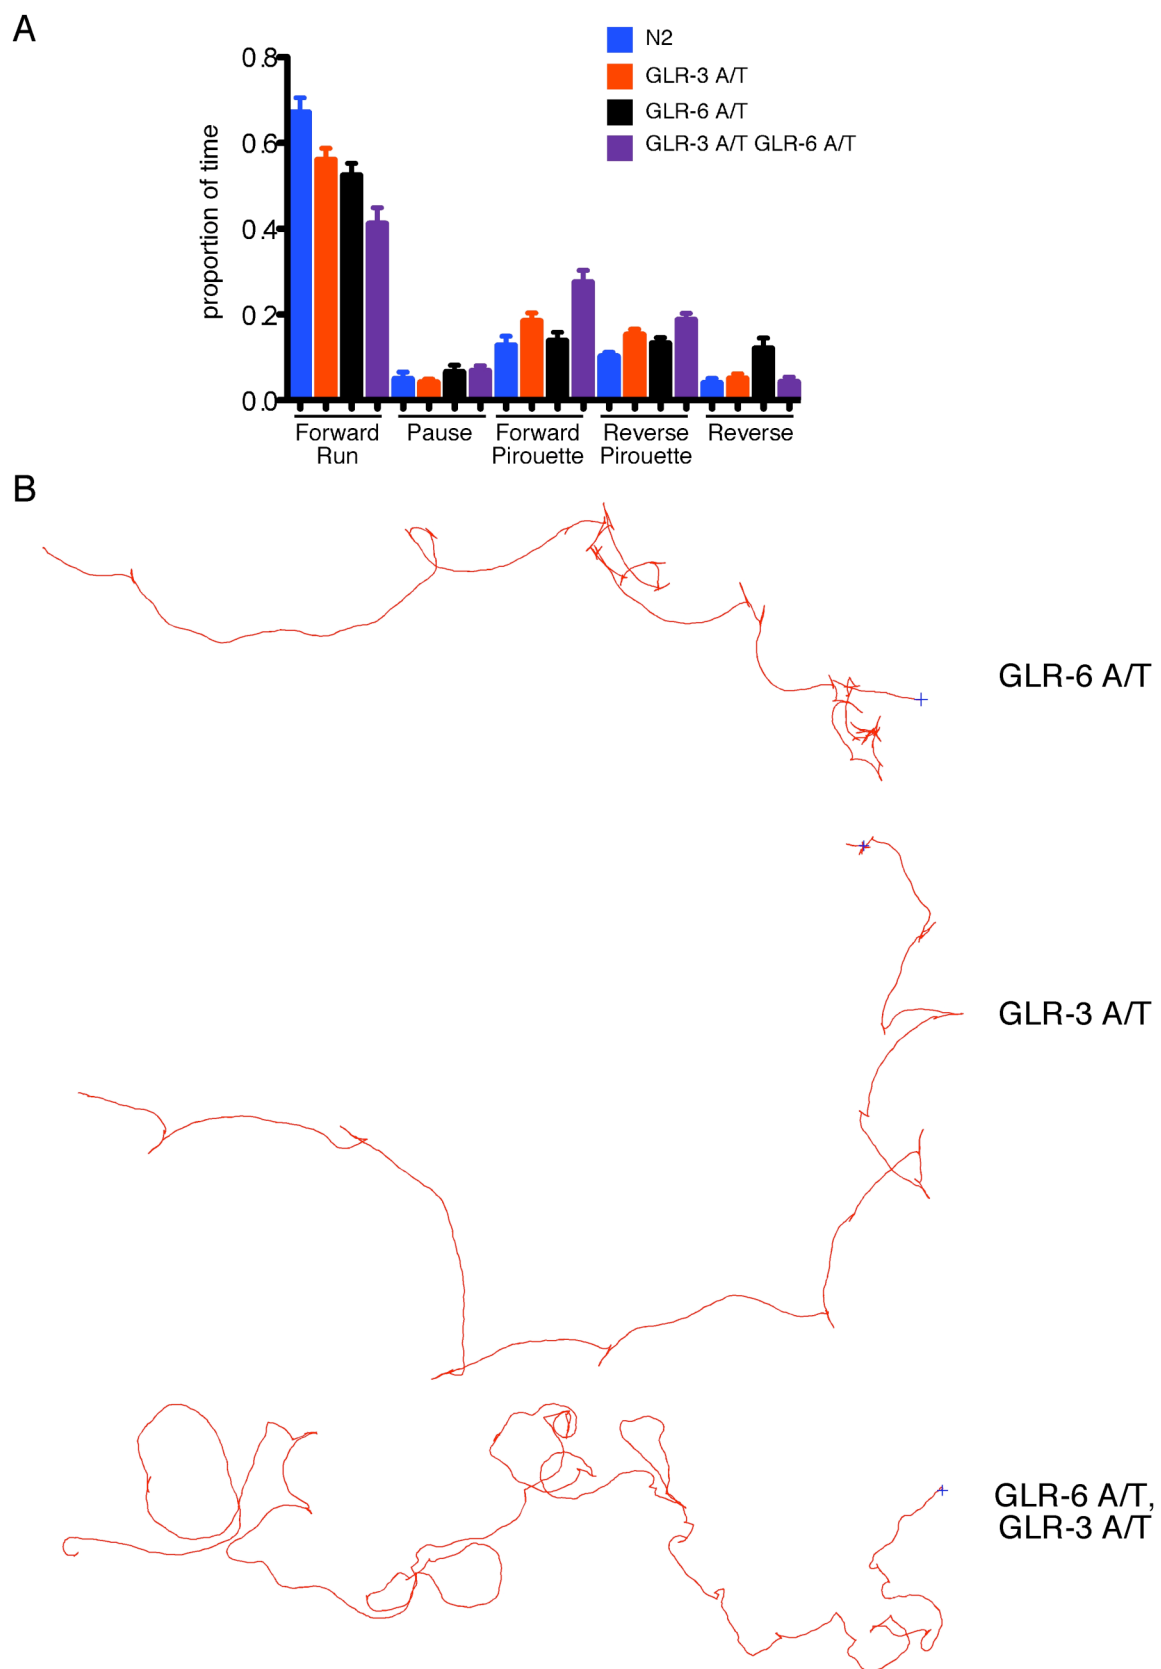 A
N2
GLR-3 A/T
GLR-6 A/T
GLR-3 A/T GLR-6 A/T
proportion of time
0.8
0.6
0.4
0.2
0.0
Forward Run
Pause
Forward Pirouette
Reverse Pirouette
Reverse
B
GLR-6 A/T
GLR-3 A/T
GLR-6 A/T,
GLR-3 A/T